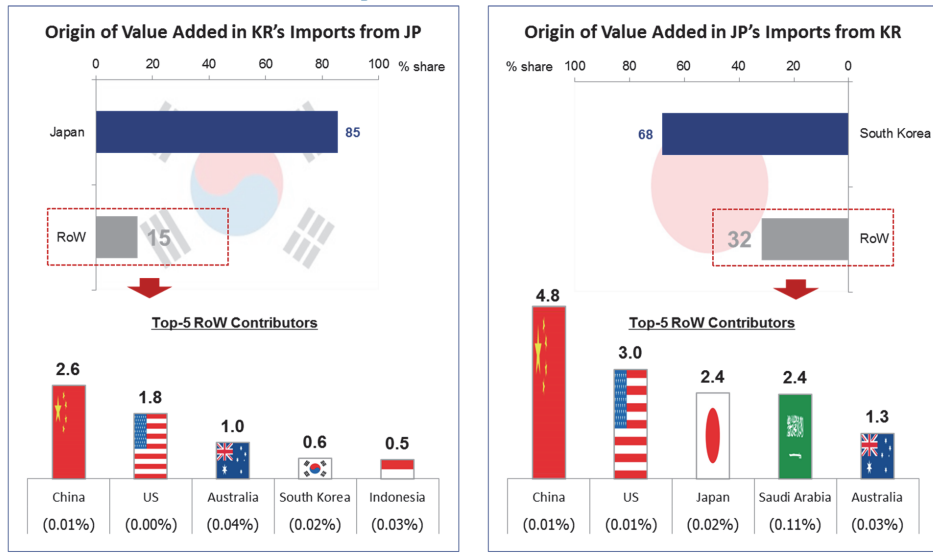 Origin of Value Added in KR's Imports from JP
0 20 40 60 80 100 % share
Japan 85
RoW 15
Top-5 RoW Contributors
2.6 1.8 1.0 0.6 0.5
China US Australia South Korea Indonesia
(0.01%) (0.00%) (0.04%) (0.02%) (0.03%)
Origin of Value Added in JP's Imports from KR
% share 100 80 60 40 20 0
68 South Korea
32 RoW
Top-5 RoW Contributors
4.8 3.0 2.4 2.4 1.3
China US Japan Saudi Arabia Australia
(0.01%) (0.01%) (0.02%) (0.11%) (0.03%)